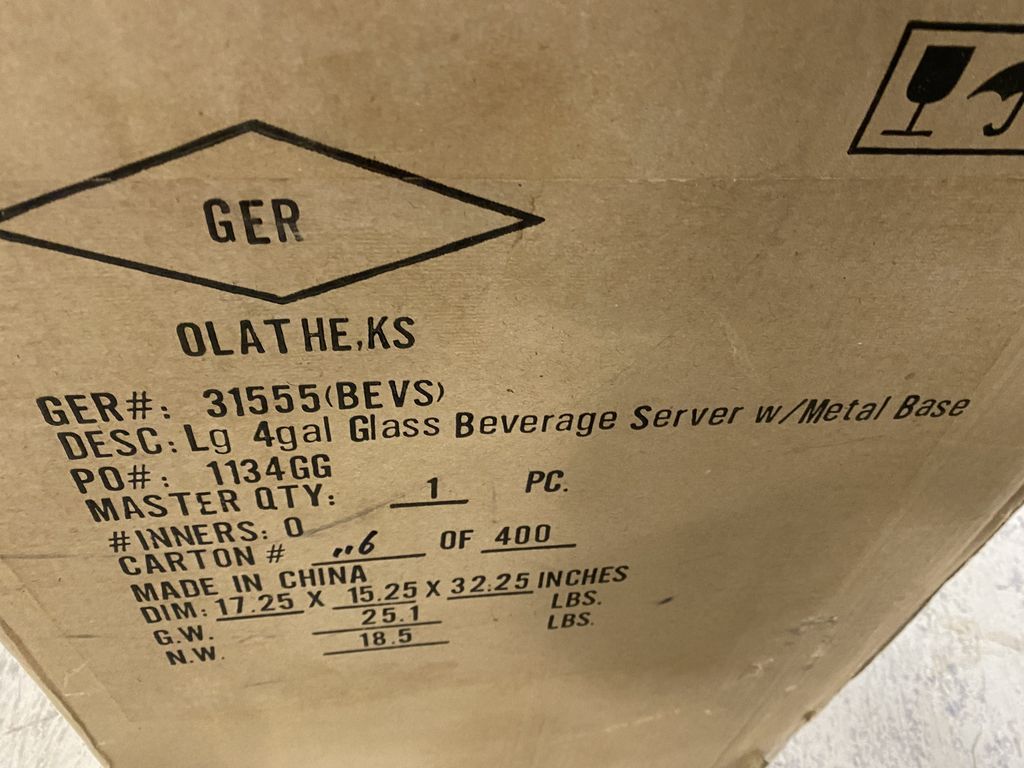 GER
OLATHE,KS
GER#: 31555(BEVS)
DESC: Lg 4gal Glass Beverage Server w/Metal Base
PO#: 1134GG
MASTER QTY: 1 PC.
#INNERS: 0
CARTON # 6 OF 400
MADE IN CHINA
DIM: 17.25 X 15.25 X 32.25 INCHES
G.W. 25.1 LBS.
N.W. 18.5 LBS.